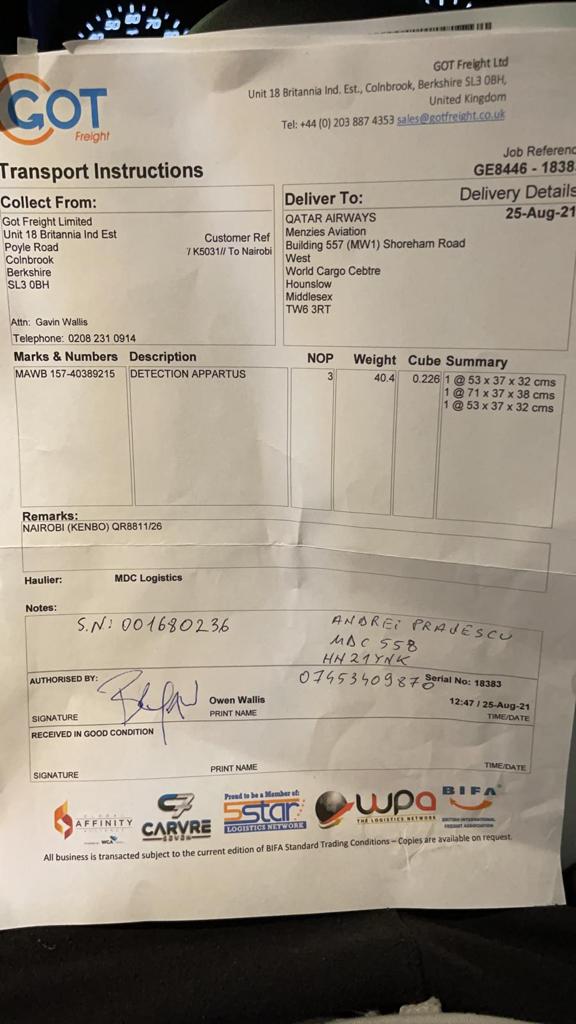 GOT
Freight
GOT Freight Ltd
Unit 18 Britannia Ind. Est., Colnbrook, Berkshire SL3 0BH,
United Kingdom
Tel: +44 (0) 203 887 4353 sales@gotfreight.co.uk
Transport Instructions
Job Referenc
GE8446 - 1838
Delivery Details
25-Aug-21
Collect From:
Got Freight Limited
Unit 18 Britannia Ind Est
Poyle Road
Colnbrook
Berkshire
SL3 0BH
Customer Ref
7 K5031// To Nairobi
Attn: Gavin Wallis
Telephone: 0208 231 0914
Deliver To:
QATAR AIRWAYS
Menzies Aviation
Building 557 (MW1) Shoreham Road
West
World Cargo Cebtre
Hounslow
Middlesex
TW6 3RT
Marks & Numbers Description NOP Weight Cube Summary
MAWB 157-40389215 DETECTION APPARTUS 3 40.4 0.226 1 @ 53 x 37 x 32 cms
1 @ 71 x 37 x 38 cms
1 @ 53 x 37 x 32 cms
Remarks:
NAIROBI (KENBO) QR8811/26
Haulier: MDC Logistics
Notes:
S.N: 001680236
ANDREI PRAJESCU
MDC 558
HN21YNK
07453409870
AUTHORISED BY:
Serial No: 18383
Owen Wallis
12:47 / 25-Aug-21
SIGNATURE PRINT NAME TIME/DATE
RECEIVED IN GOOD CONDITION
SIGNATURE PRINT NAME TIME/DATE
AFFINITY
WCA
CARVRE
Proud to be a Member of:
5star
LOGISTICS NETWORK
wpa
THE LOGISTICS NETWORK
BIFA
BRITISH INTERNATIONAL
FREIGHT ASSOCIATION
All business is transacted subject to the current edition of BIFA Standard Trading Conditions – Copies are available on request.
50 60 70